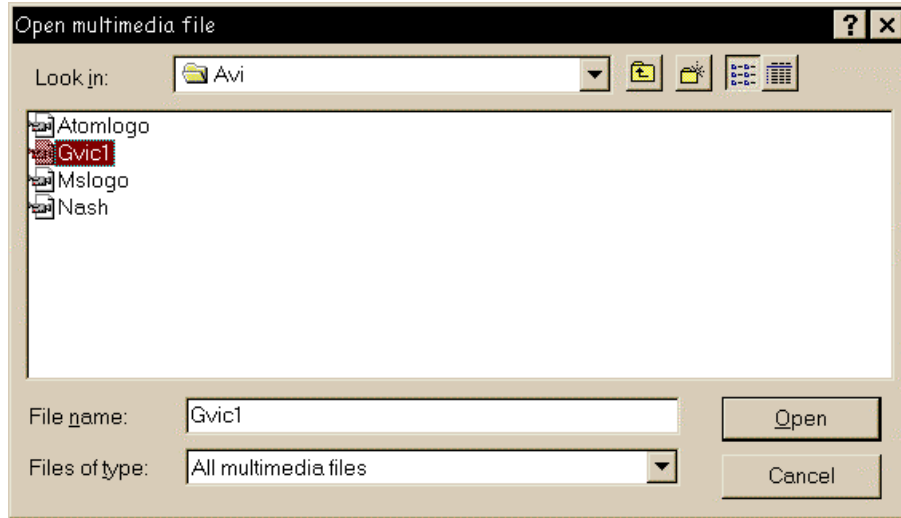 Open multimedia file
Look in: Avi
Atomlogo
Gvic1
Mslogo
Nash
File name: Gvic1 Open
Files of type: All multimedia files Cancel